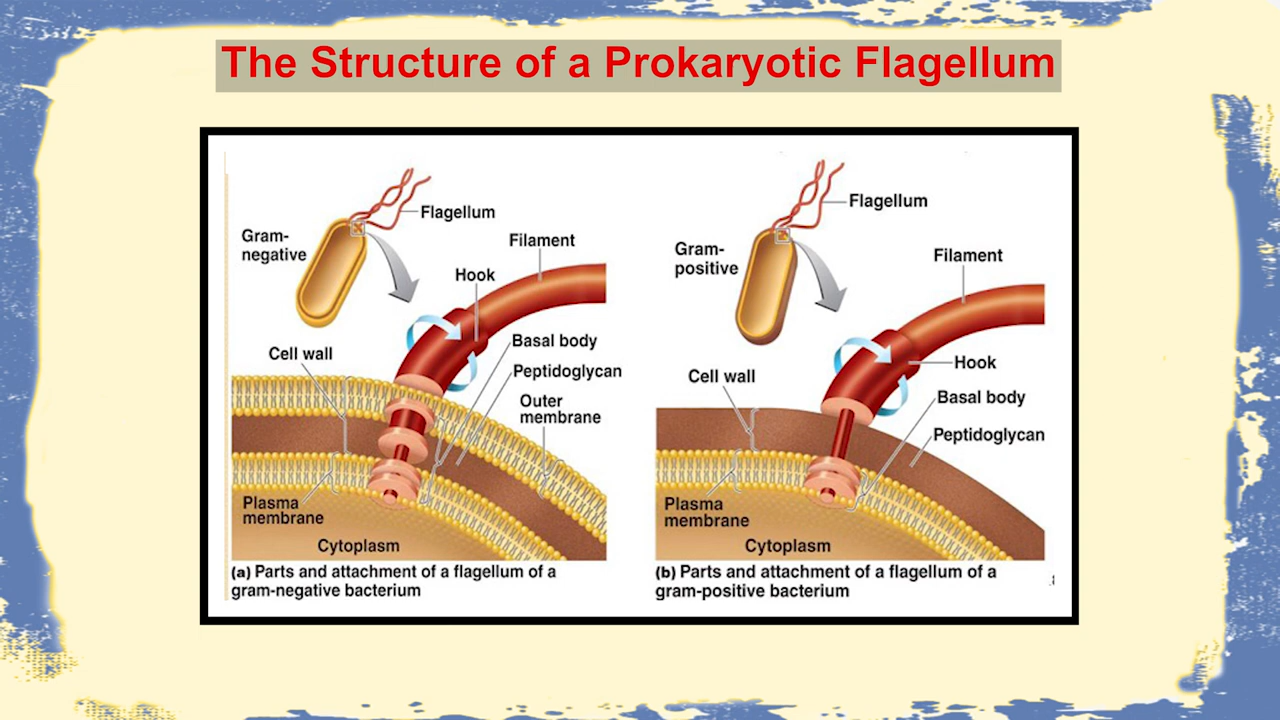 The Structure of a Prokaryotic Flagellum
Flagellum
Gram-
negative
Filament
Hook
Cell wall
Basal body
Peptidoglycan
Outer
membrane
Plasma
membrane
Cytoplasm
(a) Parts and attachment of a flagellum of a
gram-negative bacterium
Flagellum
Gram-
positive
Filament
Hook
Cell wall
Basal body
Peptidoglycan
Plasma
membrane
Cytoplasm
(b) Parts and attachment of a flagellum of a
gram-positive bacterium